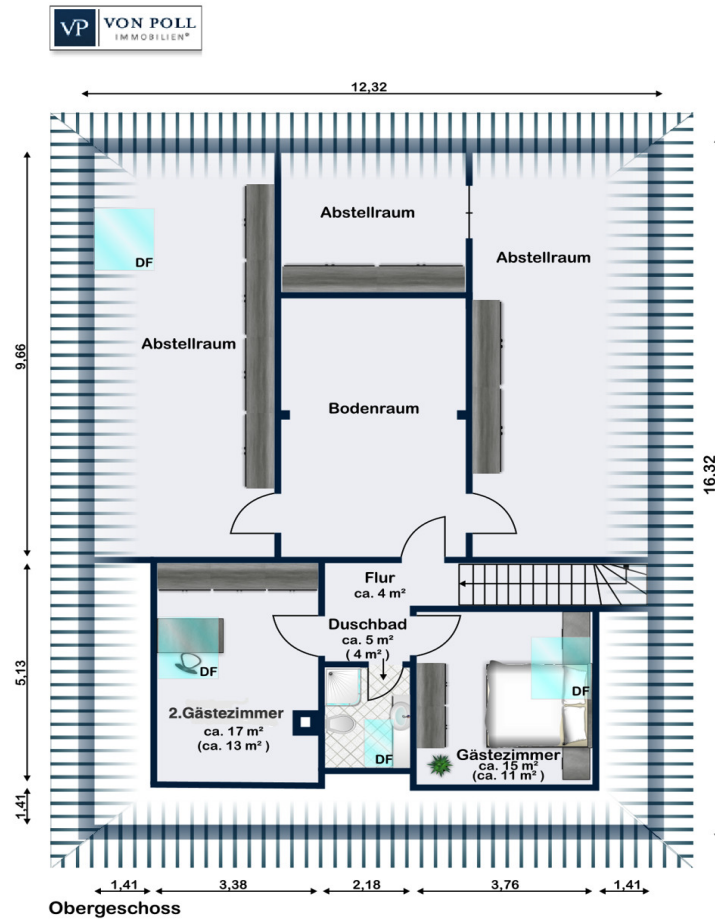 VP VON POLL
IMMOBILIEN®
12,32
Abstellraum
Abstellraum
DF
Abstellraum
9,66
Bodenraum
16,32
Flur
ca. 4 m²
Duschbad
ca. 5 m²
( 4 m² )
5,13
DF
DF
2.Gästezimmer
ca. 17 m²
(ca. 13 m² )
DF
Gästezimmer
ca. 15 m²
(ca. 11 m² )
1,41
1,41
3,38
2,18
3,76
1,41
Obergeschoss